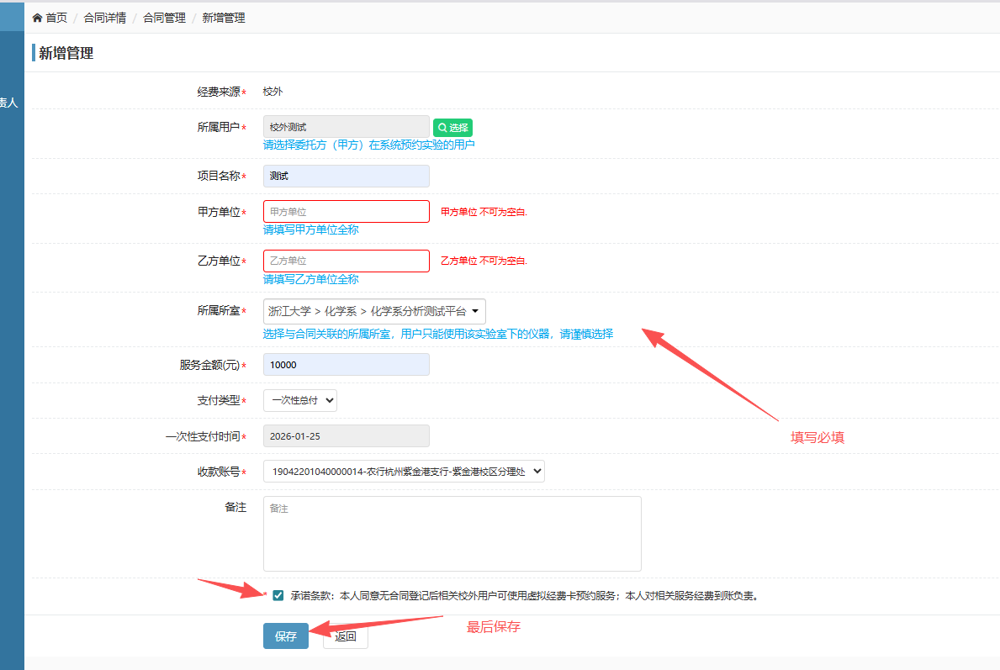 首页 / 合同详情 / 合同管理 / 新增管理
新增管理
责人
经费来源* 校外
所属用户* 校外测试 选择
请选择委托方（甲方）在系统预约实验的用户
项目名称* 测试
甲方单位* 甲方单位 甲方单位 不可为空白.
请填写甲方单位全称
乙方单位* 乙方单位 乙方单位 不可为空白.
请填写乙方单位全称
所属所室* 浙江大学 > 化学系 > 化学系分析测试平台
选择与合同关联的所属所室，用户只能使用该实验室下的仪器，请谨慎选择
服务金额(元)* 10000
支付类型* 一次性总付
一次性支付时间* 2026-01-25
填写必填
收款账号* 19042201040000014-农行杭州紫金港支行-紫金港校区分理处
备注 备注
* 承诺条款：本人同意无合同登记后相关校外用户可使用虚拟经费卡预约服务；本人对相关服务经费到账负责。
保存 返回 最后保存